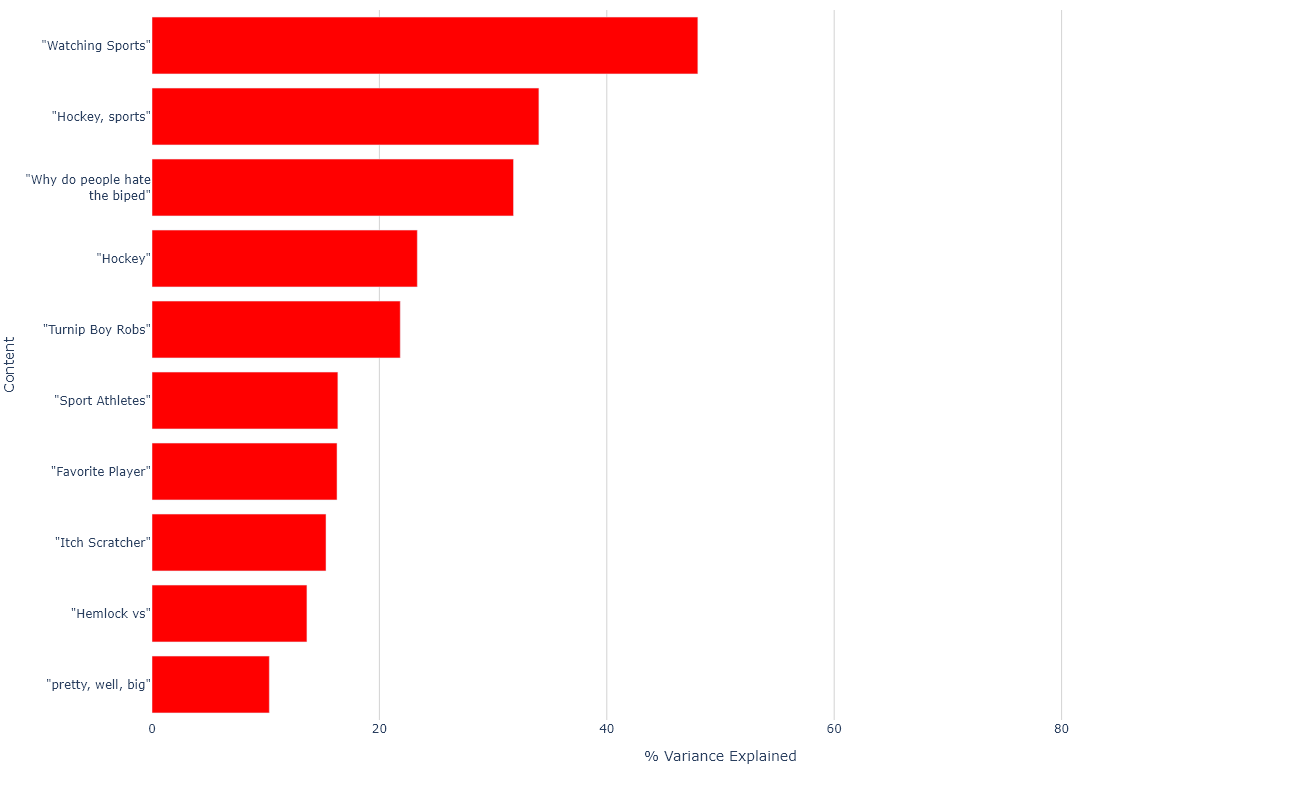 "Watching Sports"
"Hockey, sports"
"Why do people hate
the biped"
"Hockey"
"Turnip Boy Robs"
"Sport Athletes"
"Favorite Player"
"Itch Scratcher"
"Hemlock vs"
"pretty, well, big"
Content
0 20 40 60 80
% Variance Explained